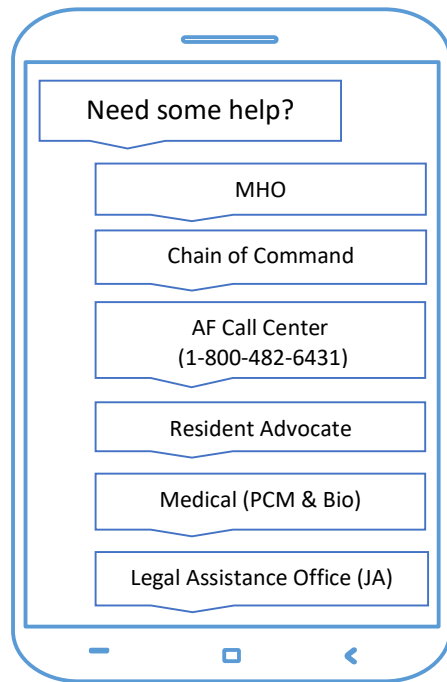 Need some help?
MHO
Chain of Command
AF Call Center
(1-800-482-6431)
Resident Advocate
Medical (PCM & Bio)
Legal Assistance Office (JA)